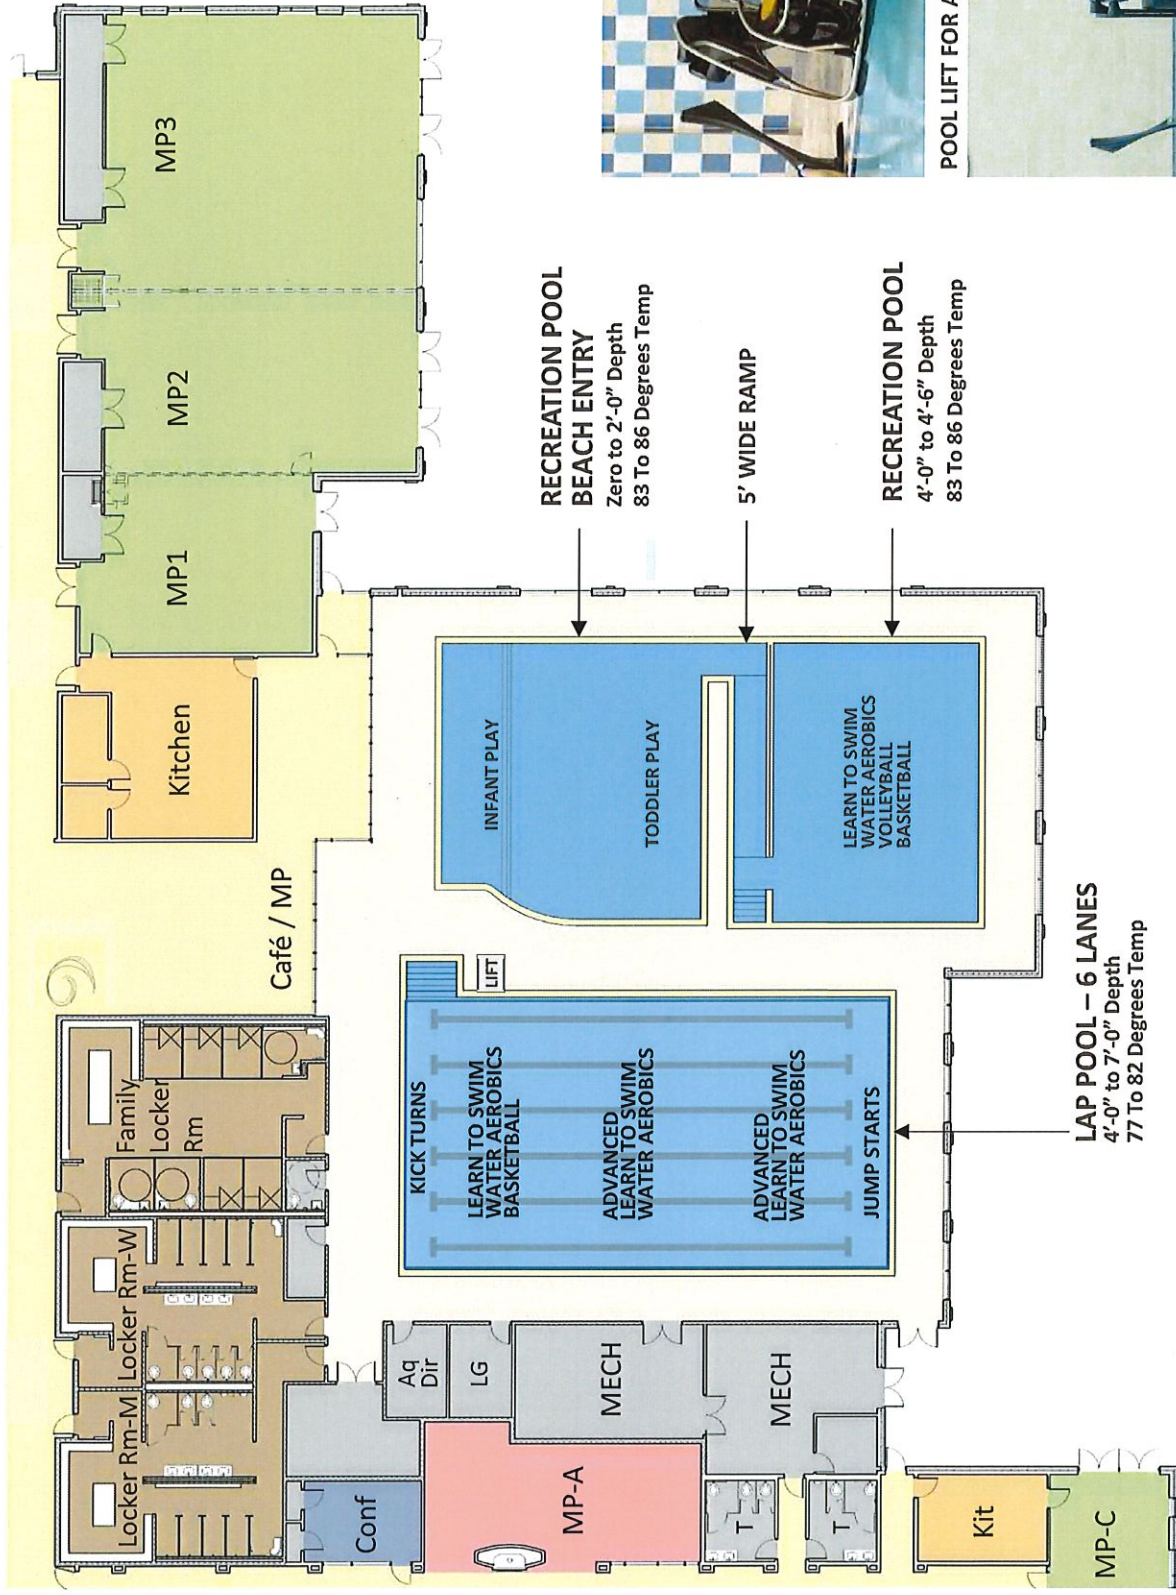 MP3
MP2
MP1
Kitchen
Café / MP
Family
Locker
Rm
Locker Rm-W
Locker Rm-M
Conf
MP-A
Aq
Dir
LG
MECH
MECH
T
T
Kit
MP-C
KICK TURNS
LEARN TO SWIM
WATER AEROBICS
BASKETBALL
ADVANCED
LEARN TO SWIM
WATER AEROBICS
ADVANCED
LEARN TO SWIM
WATER AEROBICS
JUMP STARTS
LIFT
INFANT PLAY
TODDLER PLAY
LEARN TO SWIM
WATER AEROBICS
VOLLEYBALL
BASKETBALL
RECREATION POOL
BEACH ENTRY
Zero to 2'-0" Depth
83 To 86 Degrees Temp
5' WIDE RAMP
RECREATION POOL
4'-0" to 4'-6" Depth
83 To 86 Degrees Temp
LAP POOL – 6 LANES
4'-0" to 7'-0" Depth
77 To 82 Degrees Temp
POOL LIFT FOR A